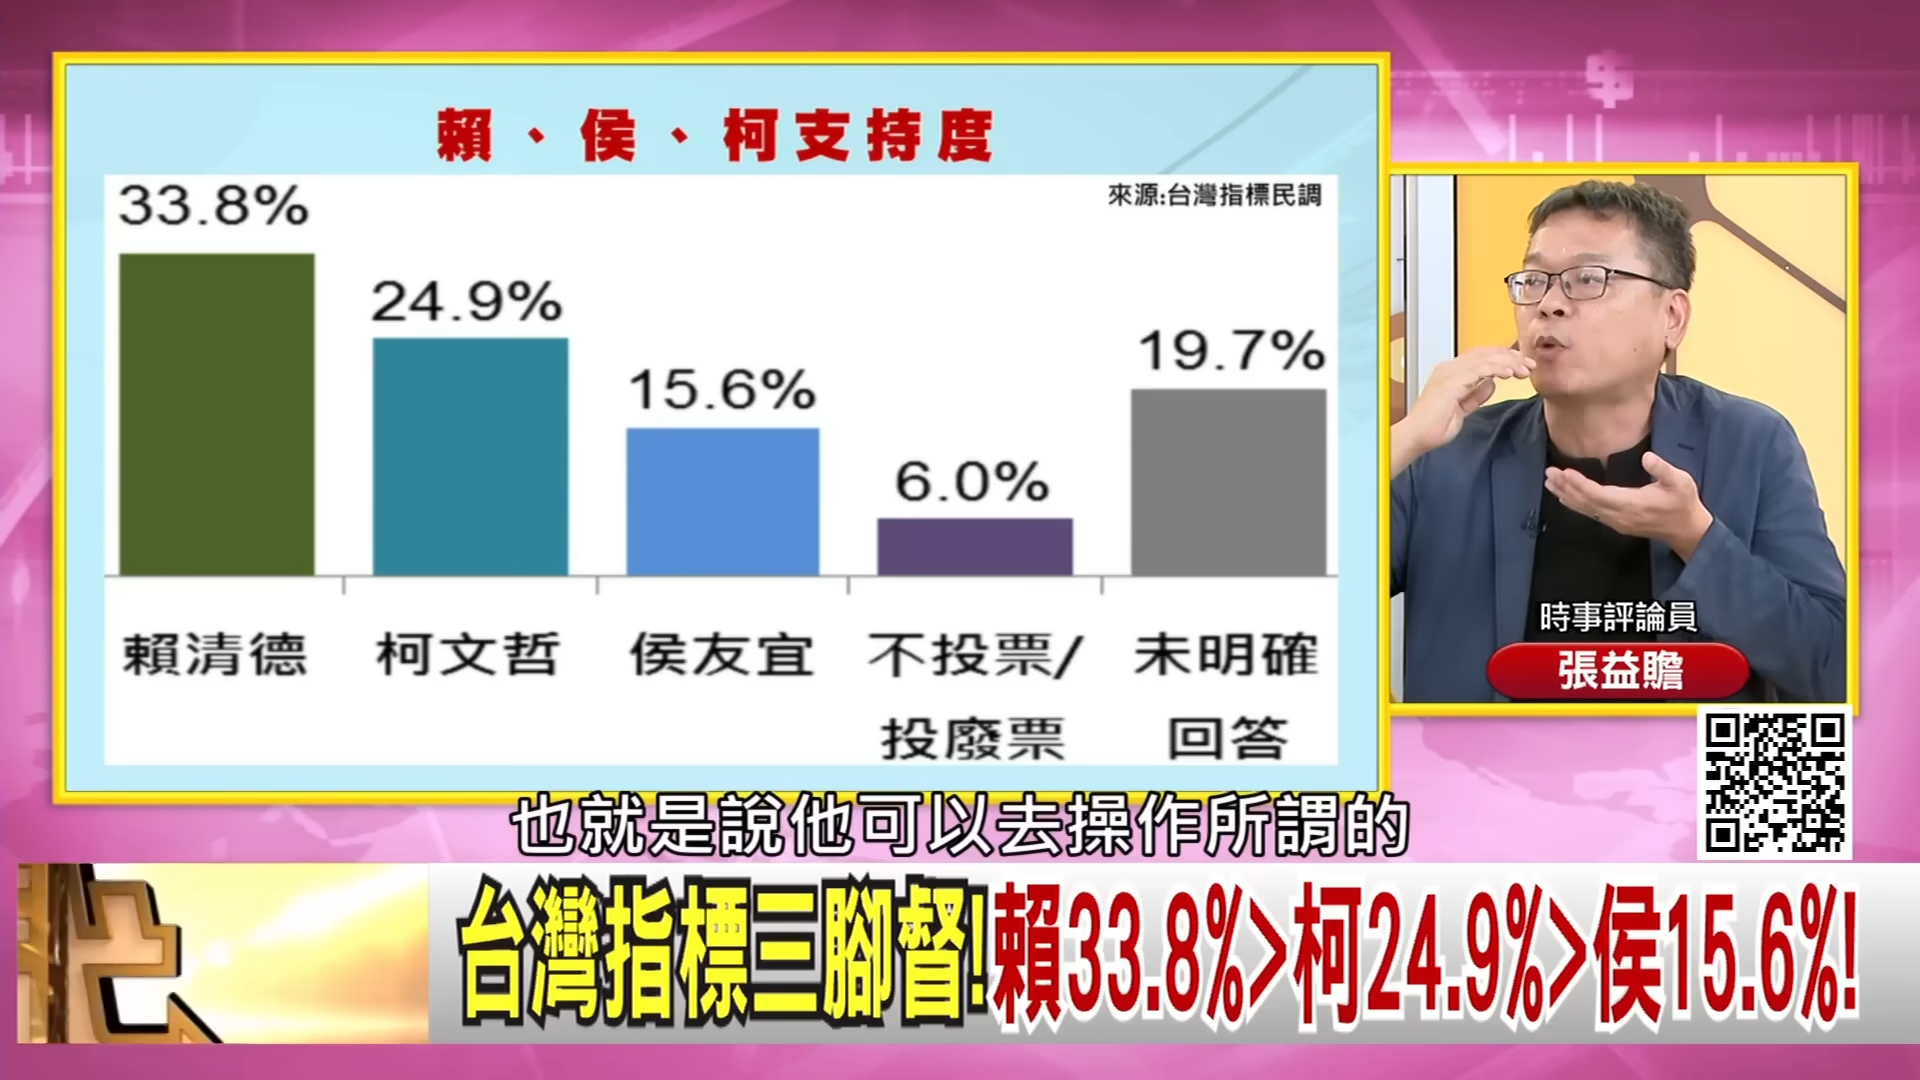 賴、侯、柯支持度
來源:台灣指標民調
33.8%
24.9%
15.6%
6.0%
19.7%
賴清德
柯文哲
侯友宜
不投票/
投廢票
未明確
回答
時事評論員
張益贍
也就是說他可以去操作所謂的
台灣指標三腳督!賴33.8%>柯24.9%>侯15.6%!